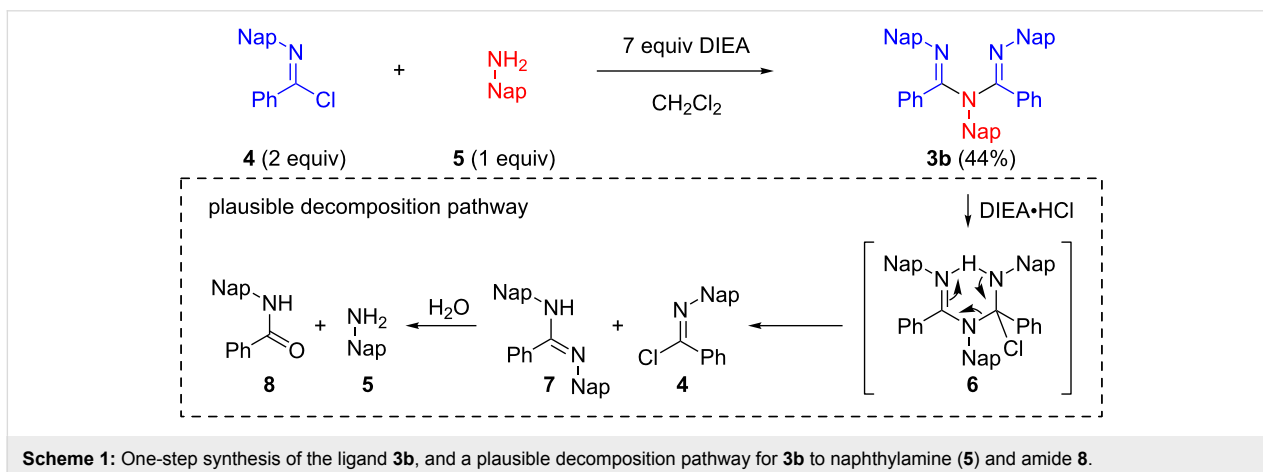 Nap
N
Ph
Cl
+
NH2
Nap
7 equiv DIEA
CH2Cl2
Nap
N
N
Nap
Ph
N
Ph
Nap
4 (2 equiv)
5 (1 equiv)
3b (44%)
plausible decomposition pathway
DIEA•HCl
Nap
NH
Ph
O
8
+
NH2
Nap
5
H2O
Nap
NH
Ph
N
Nap
7
+
N
Nap
Cl
Ph
4
Nap
N
H
N
Nap
Ph
N
Ph
Nap
Cl
6
Scheme 1: One-step synthesis of the ligand 3b, and a plausible decomposition pathway for 3b to naphthylamine (5) and amide 8.